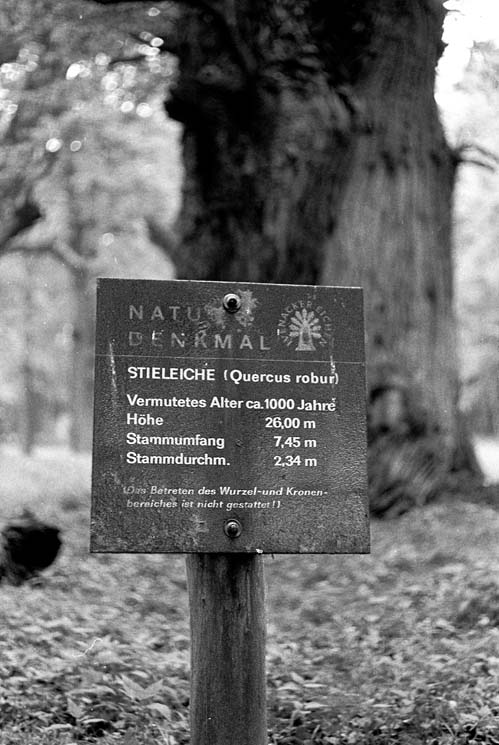 NATU
DENKMAL
STIELEICHE (Quercus robur)
Vermutetes Alter ca.1000 Jahre
Höhe 26,00 m
Stammumfang 7,45 m
Stammdurchm. 2,34 m
(Das Betreten des Wurzel-und Kronen-
bereiches ist nicht gestattet!)